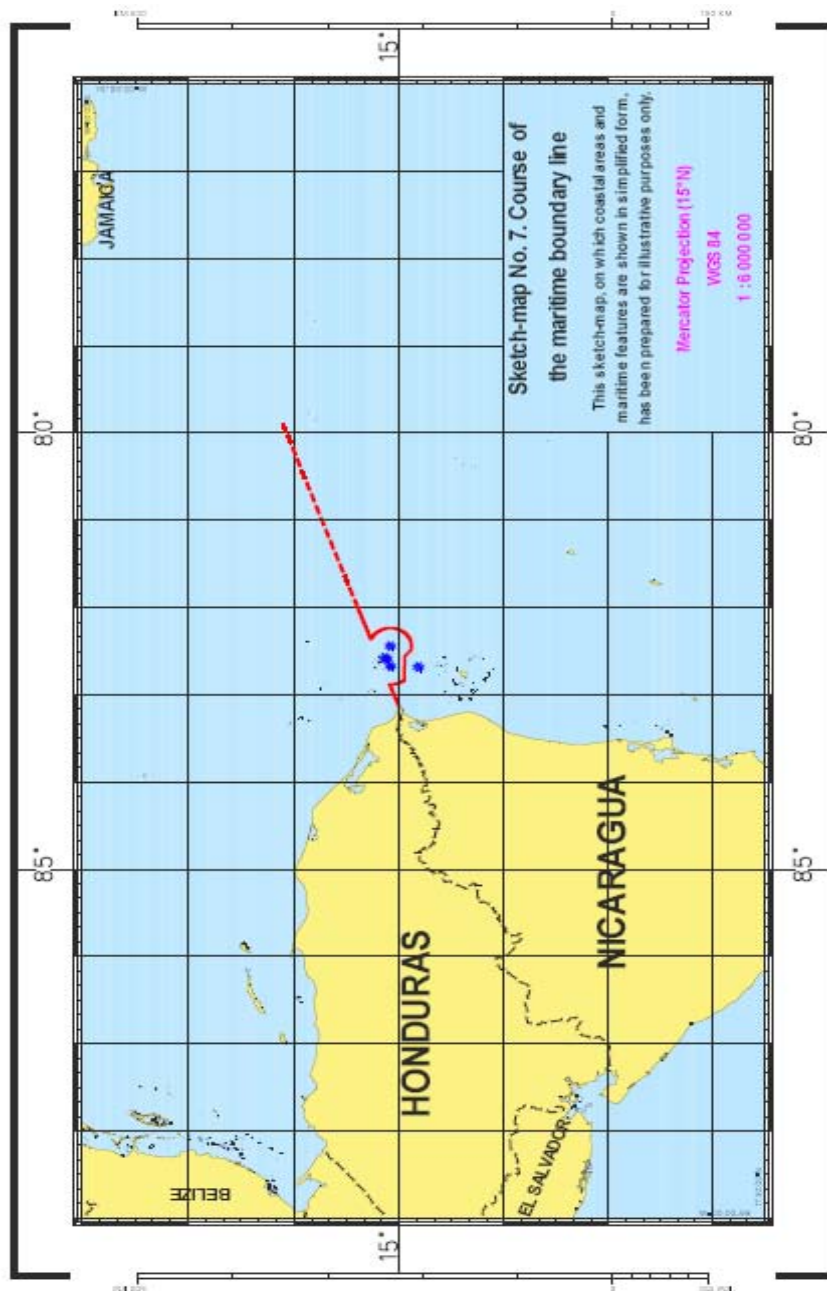 Sketch-map No. 7. Course of
the maritime boundary line
This sketch-map, on which coastal areas and
maritime features are shown in simplified form,
has been prepared for illustrative purposes only.
Mercator Projection (15°N)
WGS 84
1 : 6 000 000
JAMAICA
BELIZE
HONDURAS
EL SALVADOR
NICARAGUA
85°
80°
85°
80°
15°
15°